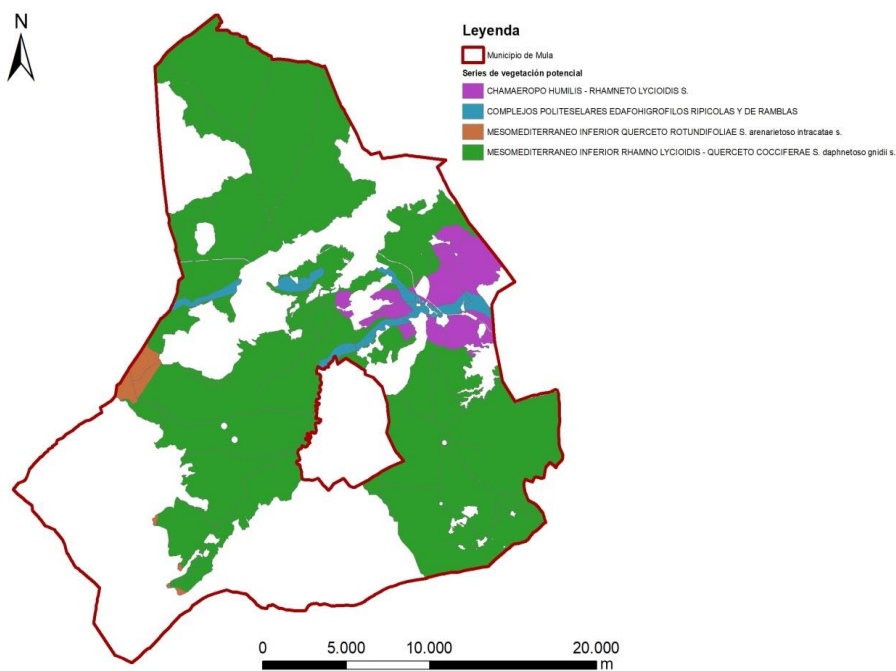 N
Leyenda
Municipio de Mula
Series de vegetación potencial
CHAMAEROPO HUMILIS - RHAMNETO LYCIOIDIS S.
COMPLEJOS POLITESELARES EDAFOHIGROFILOS RIPICOLAS Y DE RAMBLAS
MESOMEDITERRANEO INFERIOR QUERCETO ROTUNDIFOLIAE S. arenarietoso intracatae s.
MESOMEDITERRANEO INFERIOR RHAMNO LYCIOIDIS - QUERCETO COCCIFERAE S. daphnetoso gnidii s.
0 5.000 10.000 20.000
m